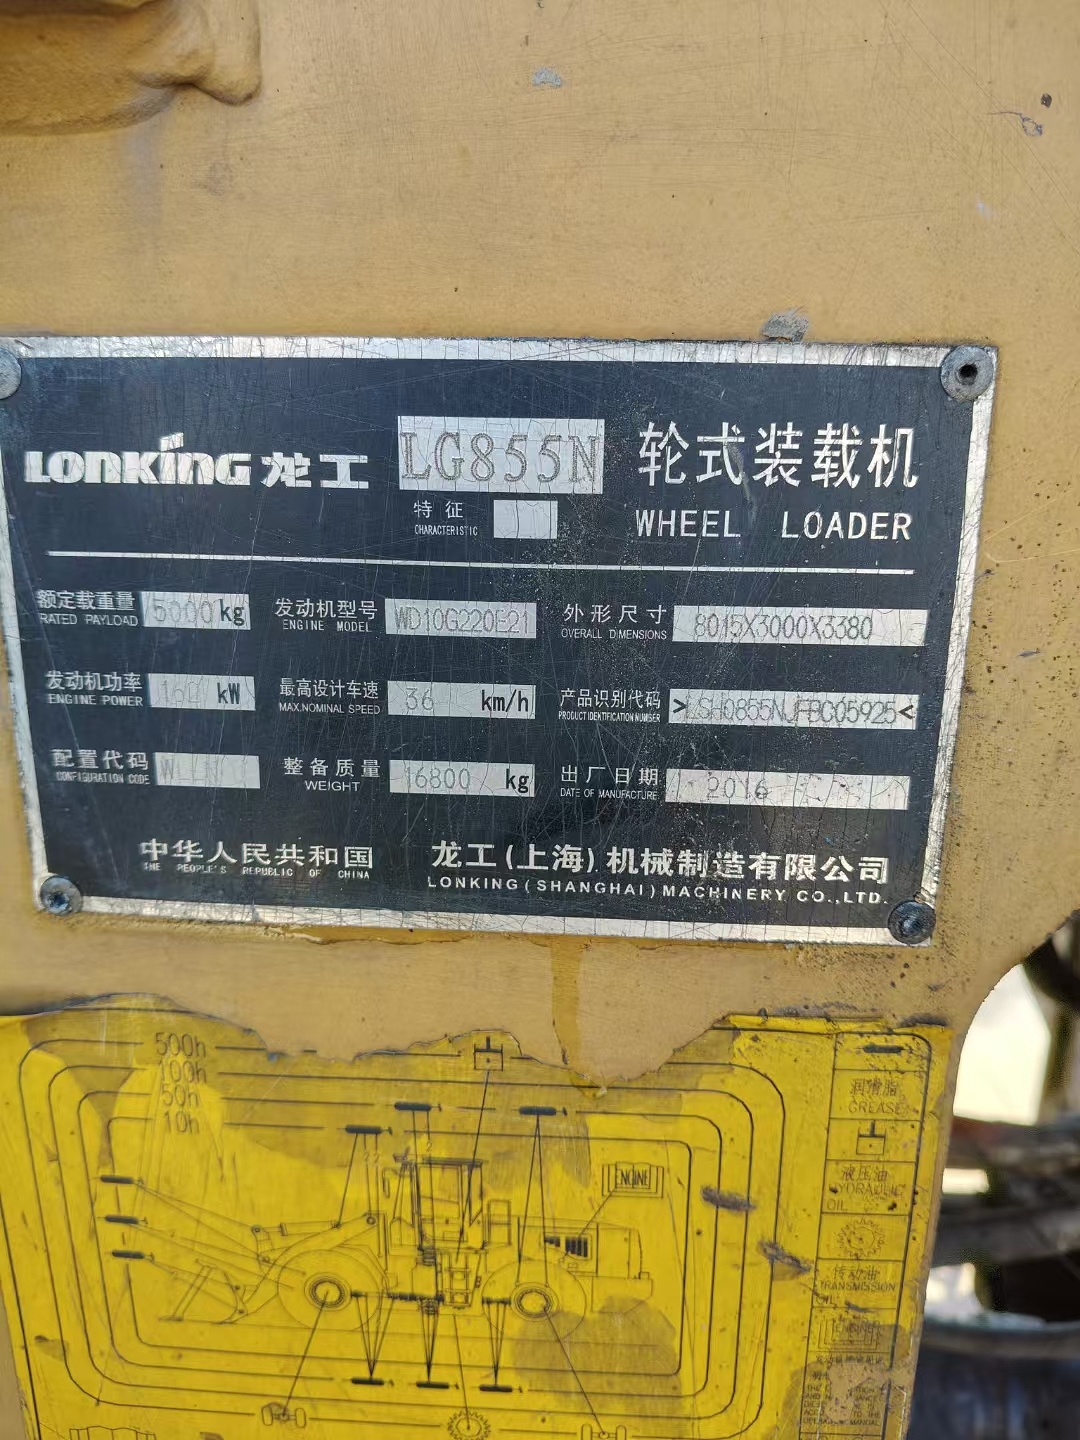 LONKING 龙工 LG855N 轮式装载机
特征 CHARACTERISTIC
WHEEL LOADER
额定载重量 RATED PAYLOAD 5000 kg
发动机型号 ENGINE MODEL WD10G220E21
外形尺寸 OVERALL DIMENSIONS 8015X3000X3380
发动机功率 ENGINE POWER kW
最高设计车速 MAX.NOMINAL SPEED 36 km/h
产品识别代码 PRODUCT IDENTIFICATION NUMBER
配置代码 CONFIGURATION CODE
整备质量 WEIGHT 16800 kg
出厂日期 DATE OF MANUFACTURE 2016
中华人民共和国 龙工(上海)机械制造有限公司
THE PEOPLE'S REPUBLIC OF CHINA LONKING(SHANGHAI)MACHINERY CO.,LTD.
500h
100h
50h
10h
ENGINE
润滑脂
GREASE
液压油
HYDRAULIC
OIL
传动油
TRANSMISSION
OIL